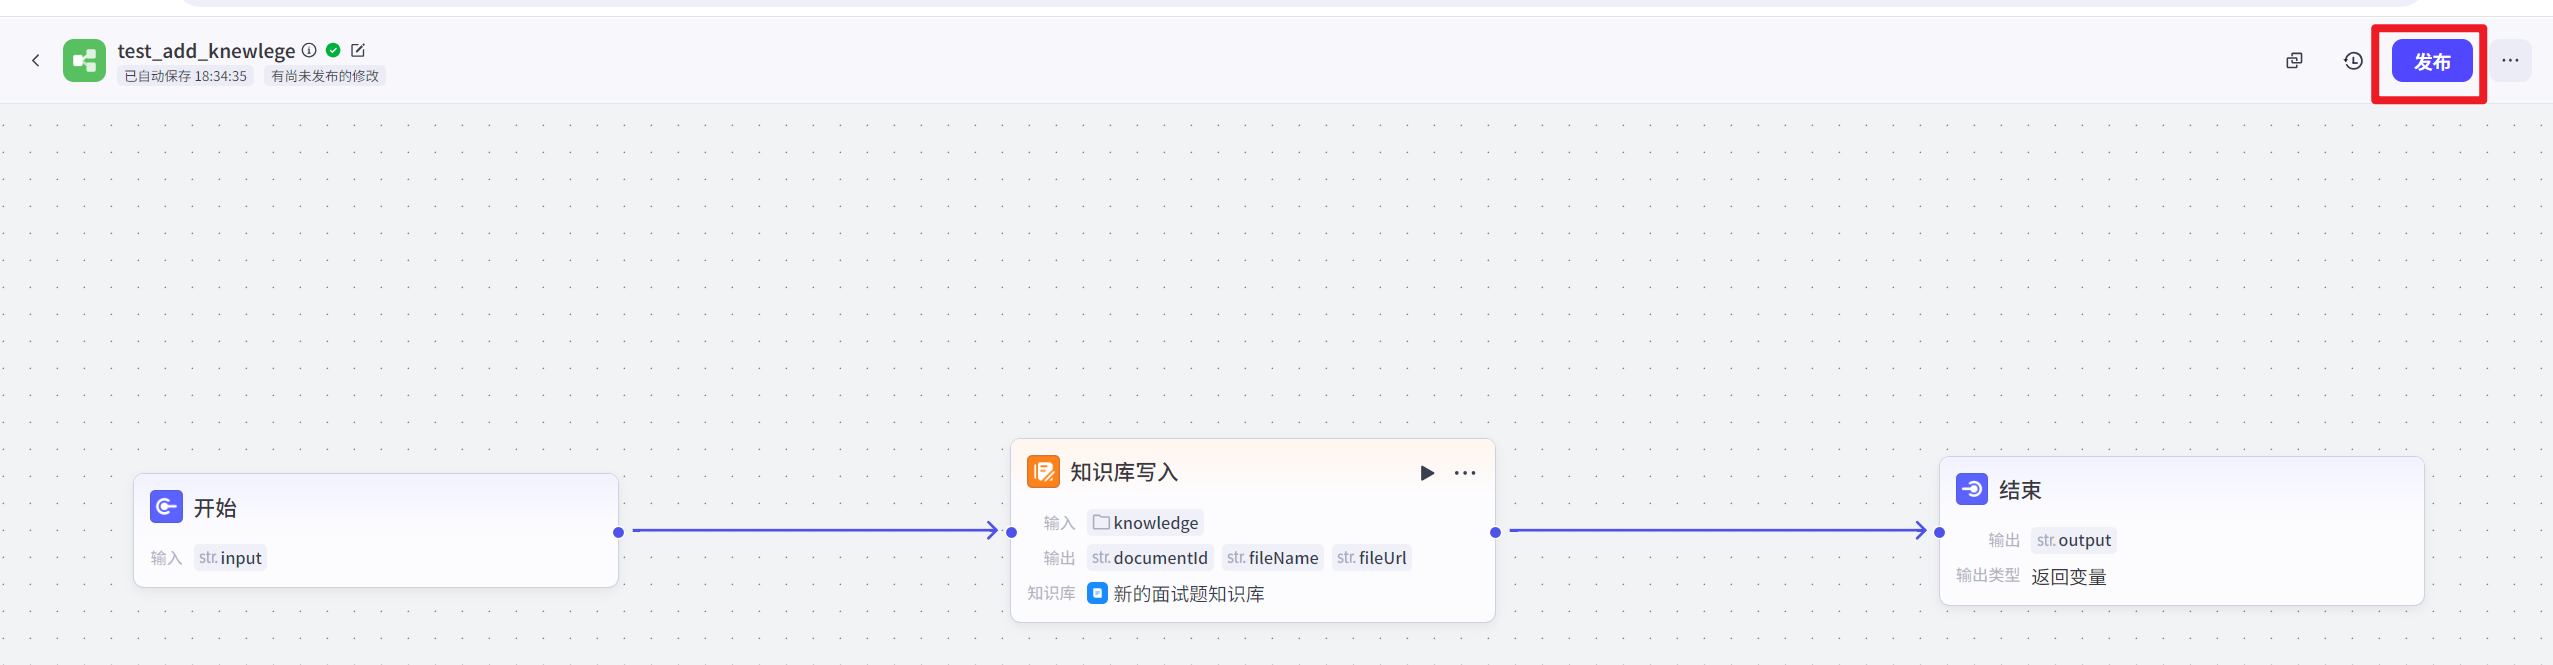 test_add_knewlege
已自动保存 18:34:35 有尚未发布的修改
发布
开始
输入 str. input
知识库写入
输入 knowledge
输出 str. documentId str. fileName str. fileUrl
知识库 新的面试题知识库
结束
输出 str. output
输出类型 返回变量